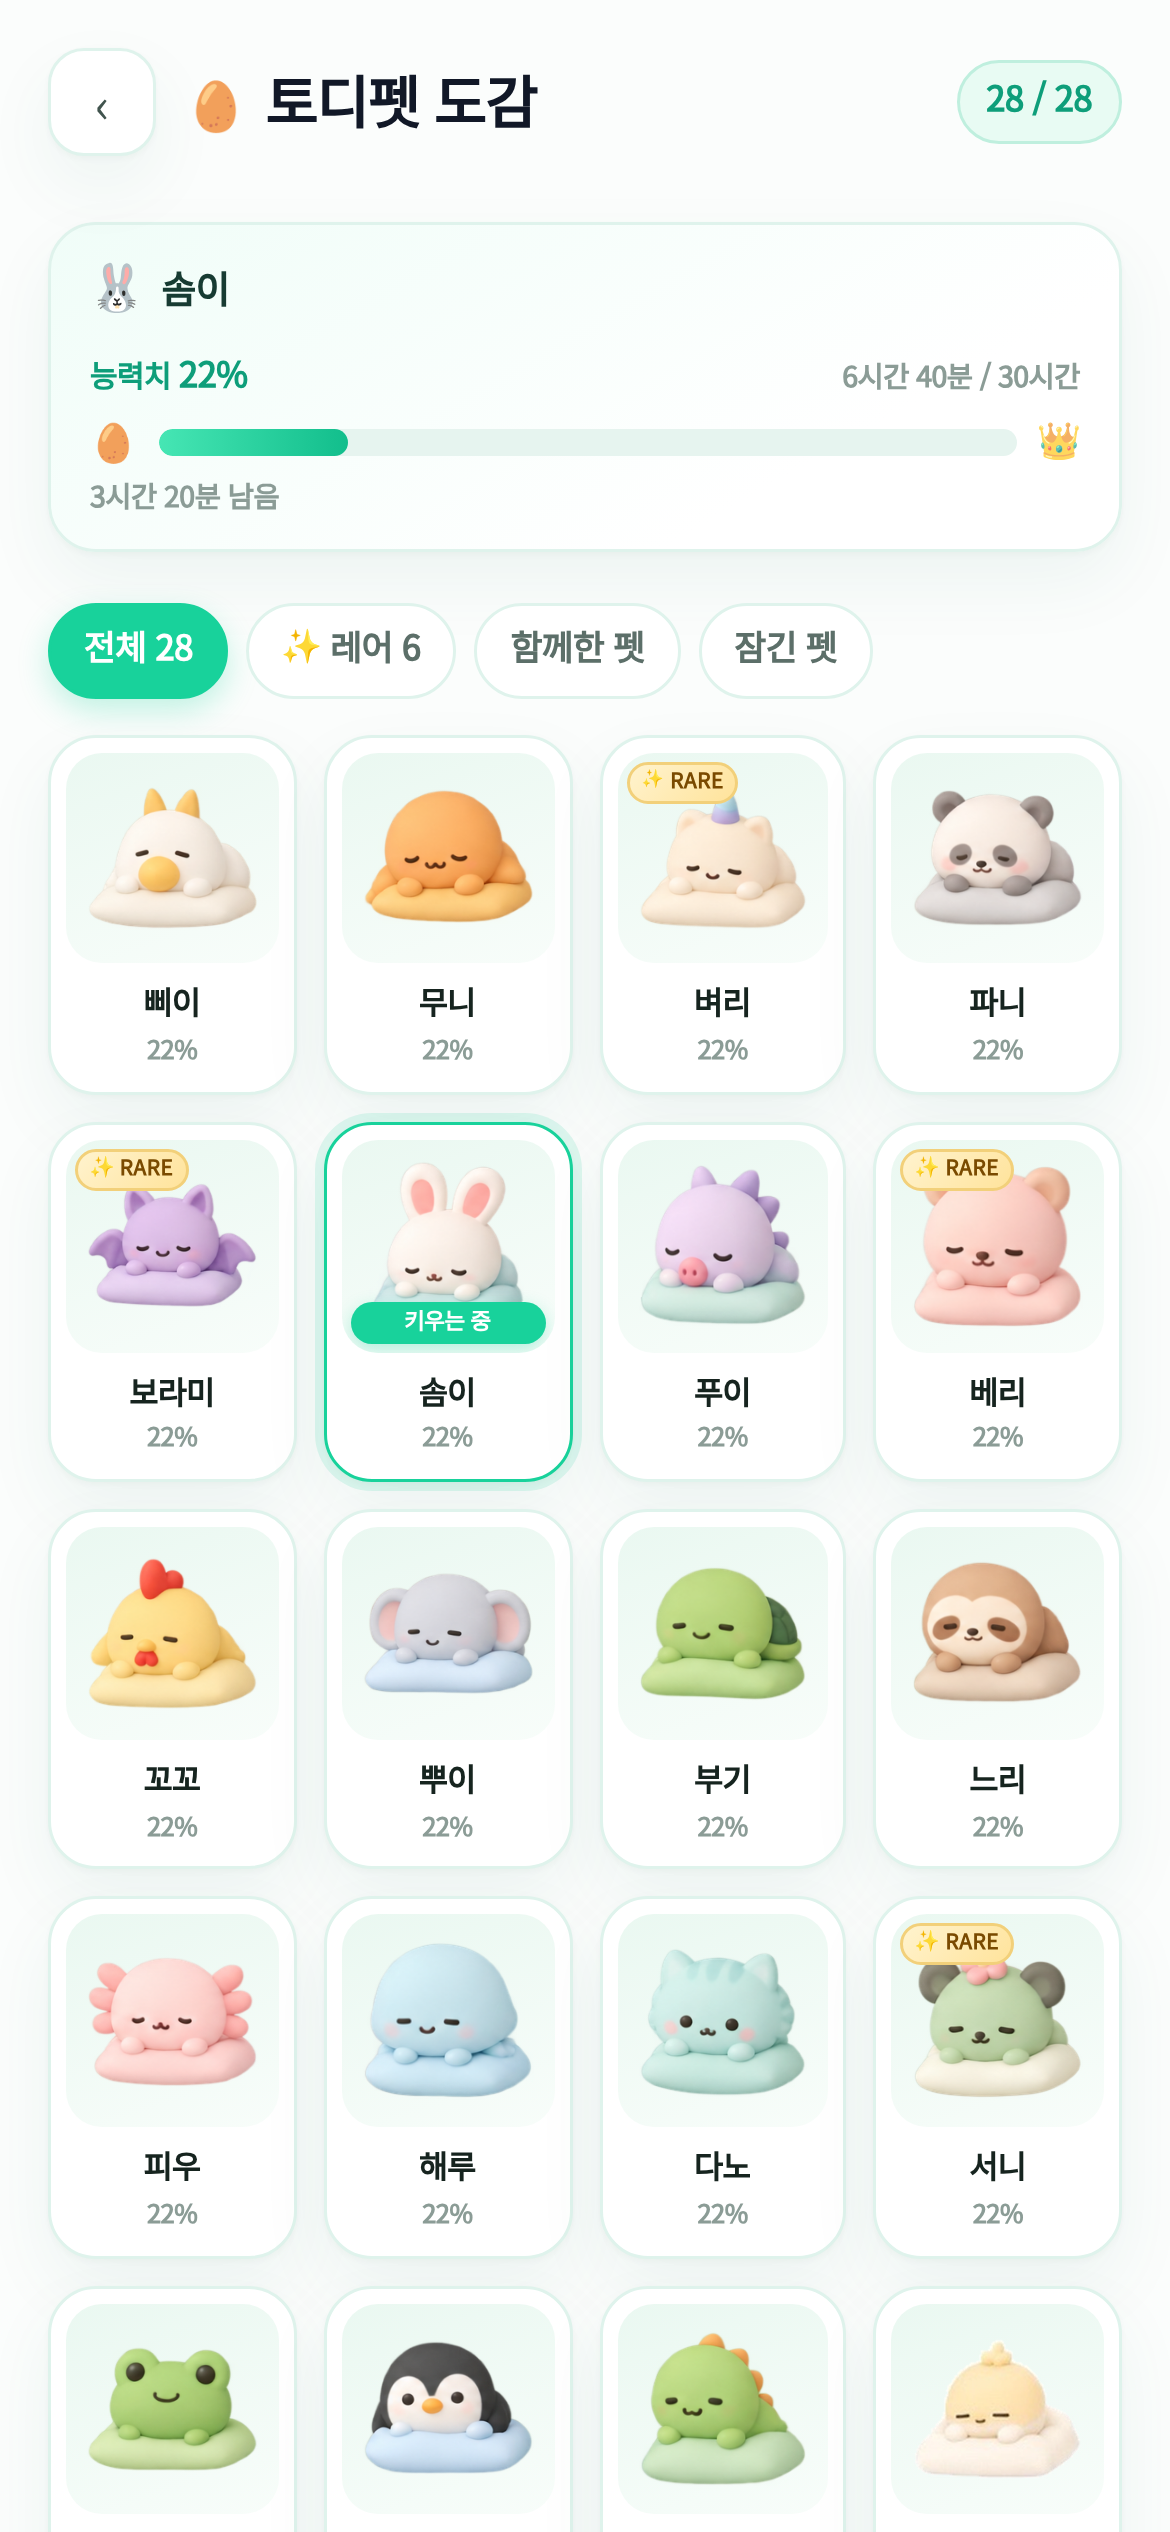 ‹
토디펫 도감
28 / 28
솜이
능력치 22%
6시간 40분 / 30시간
3시간 20분 남음
전체 28
✨ 레어 6
함께한 펫
잠긴 펫
삐이
22%
무니
22%
✨ RARE
벼리
22%
파니
22%
✨ RARE
보라미
22%
키우는 중
솜이
22%
푸이
22%
✨ RARE
베리
22%
꼬꼬
22%
뿌이
22%
부기
22%
느리
22%
피우
22%
해루
22%
다노
22%
✨ RARE
서니
22%